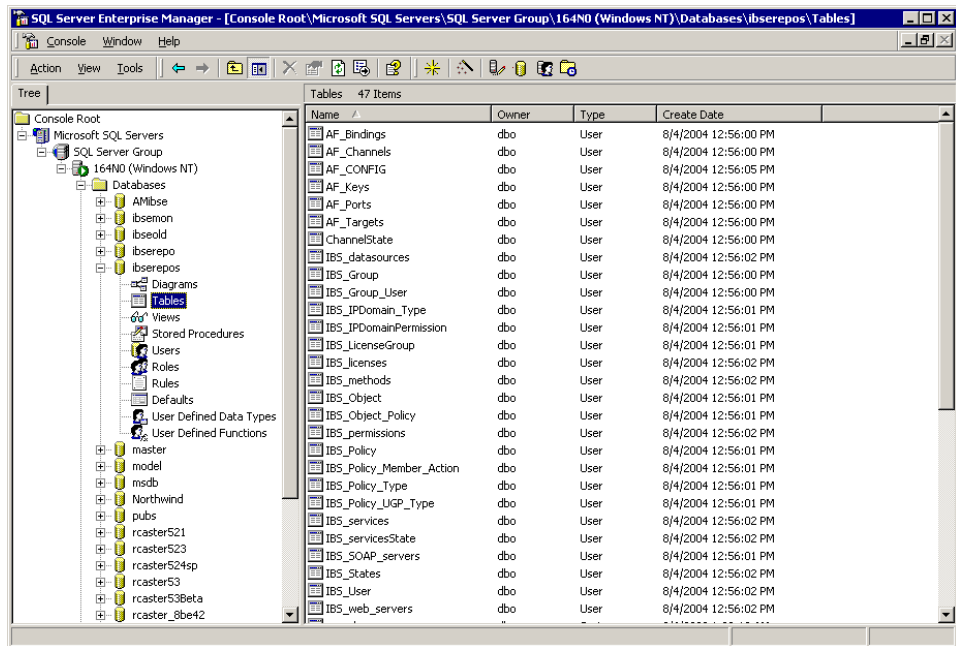 SQL Server Enterprise Manager - [Console Root\Microsoft SQL Servers\SQL Server Group\164N0 (Windows NT)\Databases\ibserepos\Tables]
Console Window Help
Action View Tools
Tree
Tables 47 Items
Console Root
Microsoft SQL Servers
SQL Server Group
164N0 (Windows NT)
Databases
AMibse
ibsemon
ibseold
ibserepo
ibserepos
Diagrams
Tables
Views
Stored Procedures
Users
Roles
Rules
Defaults
User Defined Data Types
User Defined Functions
master
model
msdb
Northwind
pubs
rcaster521
rcaster523
rcaster524sp
rcaster53
rcaster53Beta
rcaster_8be42
Name Owner Type Create Date
AF_Bindings dbo User 8/4/2004 12:56:00 PM
AF_Channels dbo User 8/4/2004 12:56:00 PM
AF_CONFIG dbo User 8/4/2004 12:56:05 PM
AF_Keys dbo User 8/4/2004 12:56:00 PM
AF_Ports dbo User 8/4/2004 12:56:00 PM
AF_Targets dbo User 8/4/2004 12:56:00 PM
ChannelState dbo User 8/4/2004 12:56:00 PM
IBS_datasources dbo User 8/4/2004 12:56:02 PM
IBS_Group dbo User 8/4/2004 12:56:00 PM
IBS_Group_User dbo User 8/4/2004 12:56:00 PM
IBS_IPDomain_Type dbo User 8/4/2004 12:56:01 PM
IBS_IPDomainPermission dbo User 8/4/2004 12:56:01 PM
IBS_LicenseGroup dbo User 8/4/2004 12:56:01 PM
IBS_licenses dbo User 8/4/2004 12:56:02 PM
IBS_methods dbo User 8/4/2004 12:56:02 PM
IBS_Object dbo User 8/4/2004 12:56:01 PM
IBS_Object_Policy dbo User 8/4/2004 12:56:01 PM
IBS_permissions dbo User 8/4/2004 12:56:02 PM
IBS_Policy dbo User 8/4/2004 12:56:01 PM
IBS_Policy_Member_Action dbo User 8/4/2004 12:56:01 PM
IBS_Policy_Type dbo User 8/4/2004 12:56:01 PM
IBS_Policy_UGP_Type dbo User 8/4/2004 12:56:01 PM
IBS_services dbo User 8/4/2004 12:56:02 PM
IBS_servicesState dbo User 8/4/2004 12:56:02 PM
IBS_SOAP_servers dbo User 8/4/2004 12:56:01 PM
IBS_States dbo User 8/4/2004 12:56:02 PM
IBS_User dbo User 8/4/2004 12:56:02 PM
IBS_web_servers dbo User 8/4/2004 12:56:02 PM